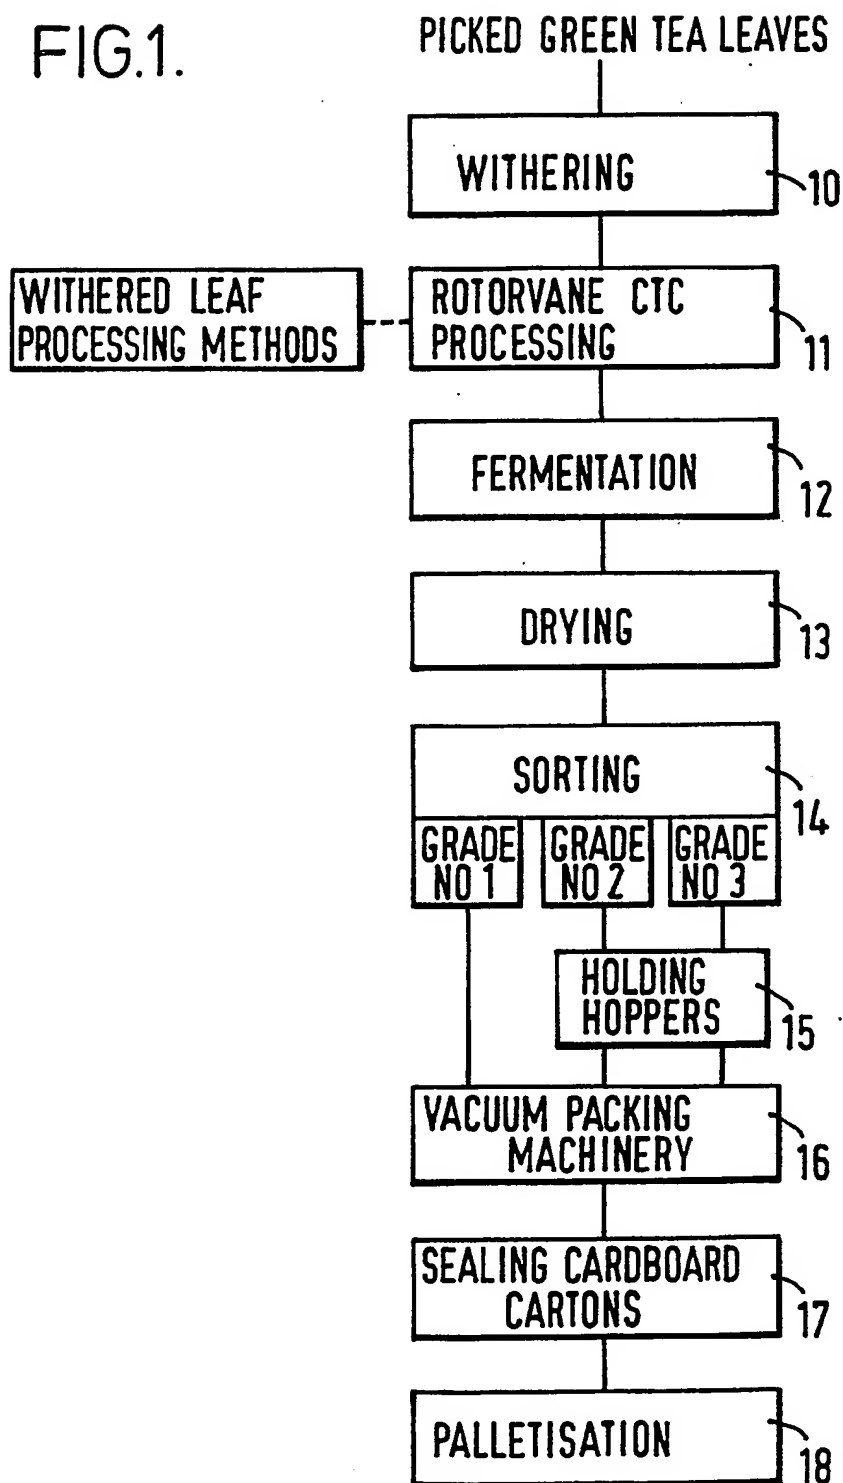 FIG.1.
PICKED GREEN TEA LEAVES
WITHERING
10
WITHERED LEAF
PROCESSING METHODS
ROTORVANE CTC
PROCESSING
11
FERMENTATION
12
DRYING
13
SORTING
14
GRADE
NO 1
GRADE
NO 2
GRADE
NO 3
HOLDING
HOPPERS
15
VACUUM PACKING
MACHINERY
16
SEALING CARDBOARD
CARTONS
17
PALLETISATION
18